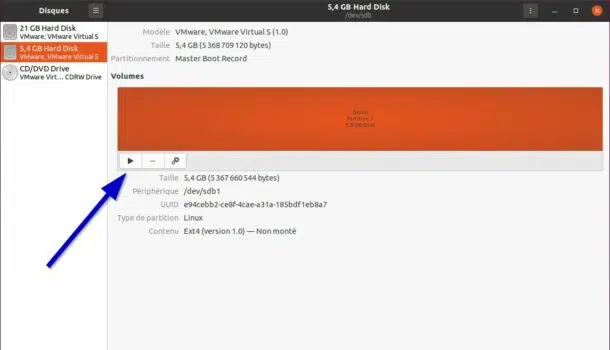 Disques
5,4 GB Hard Disk
/dev/sdb
21 GB Hard Disk
VMware, VMware Virtual S
5,4 GB Hard Disk
VMware, VMware Virtual S
CD/DVD Drive
VMware Virt… CDRW Drive
Modèle VMware, VMware Virtual S (1.0)
Taille 5,4 GB (5 368 709 120 bytes)
Partitionnement Master Boot Record
Volumes
Partition 1
Taille 5,4 GB (5 367 660 544 bytes)
Périphérique /dev/sdb1
UUID e94cebb2-ce8f-4cae-a31a-185bdf1eb8a7
Type de partition Linux
Contenu Ext4 (version 1.0) — Non monté